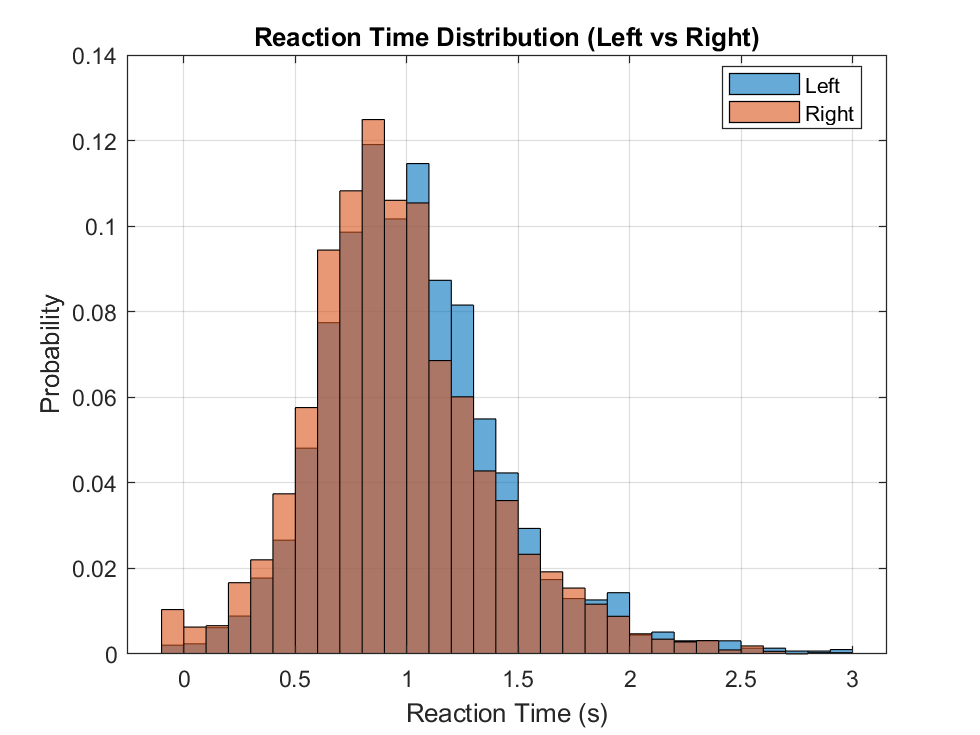 Reaction Time Distribution (Left vs Right)
Left
Right
0.14
0.12
0.1
0.08
0.06
0.04
0.02
0
Probability
0 0.5 1 1.5 2 2.5 3
Reaction Time (s)